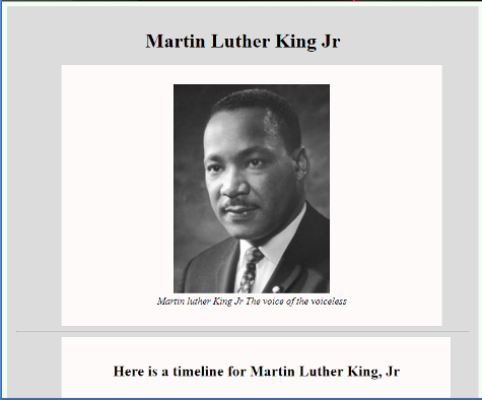 Martin Luther King Jr
Martin luther King Jr The voice of the voiceless
Here is a timeline for Martin Luther King, Jr